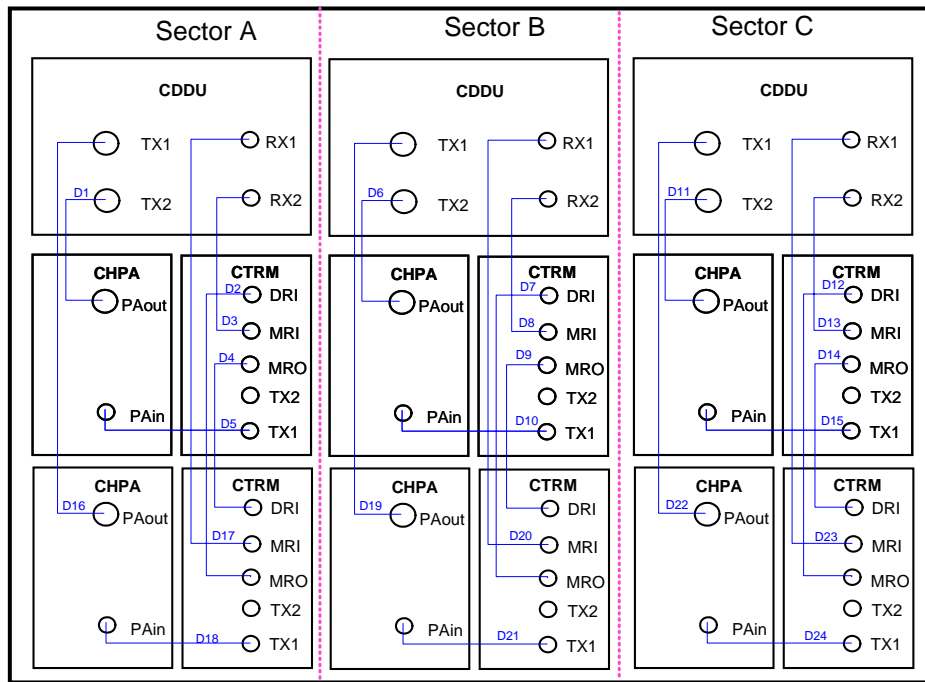 Sector A
Sector B
Sector C
CDDU
CDDU
CDDU
TX1
RX1
TX1
RX1
TX1
RX1
D1
TX2
RX2
D6
TX2
RX2
D11
TX2
RX2
CHPA
CTRM
CHPA
CTRM
CHPA
CTRM
PAout
D2
DRI
PAout
D7
DRI
PAout
D12
DRI
D3
MRI
D8
MRI
D13
MRI
D4
MRO
D9
MRO
D14
MRO
TX2
TX2
TX2
PAin
D5
TX1
PAin
D10
TX1
PAin
D15
TX1
CHPA
CTRM
CHPA
CTRM
CHPA
CTRM
D16
PAout
DRI
D19
PAout
DRI
D22
PAout
DRI
D17
MRI
D20
MRI
D23
MRI
MRO
MRO
MRO
TX2
TX2
TX2
PAin
D18
TX1
PAin
D21
TX1
PAin
D24
TX1